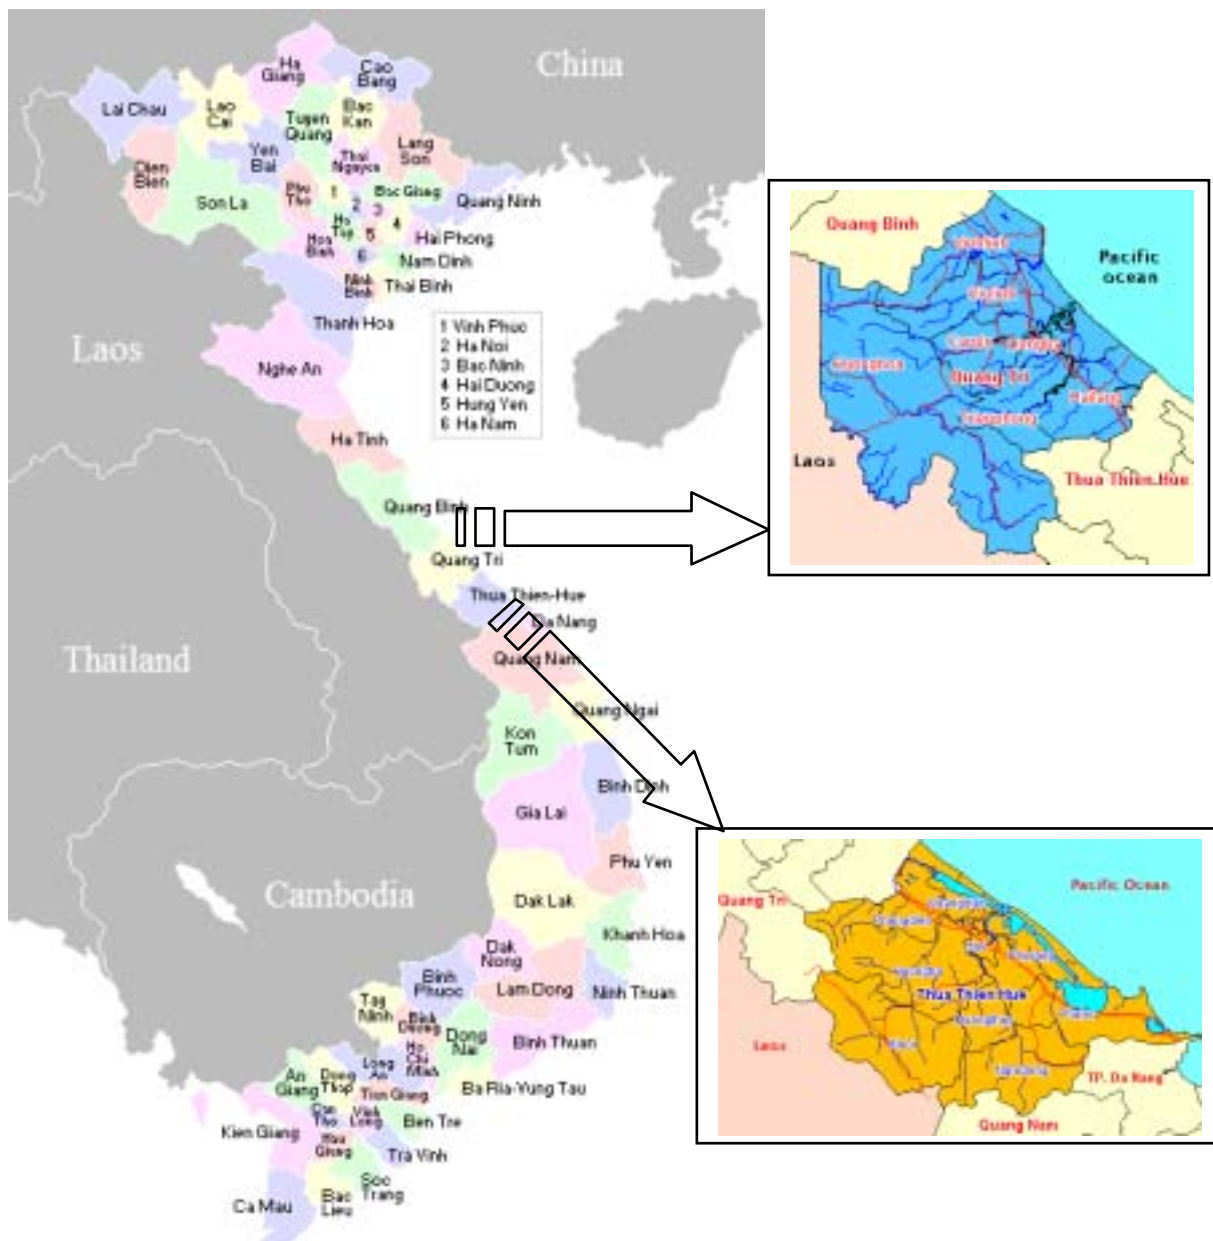 China
Ha
Giang
Cao
Bang
Lai Chau
Lao
Cai
Tuyen
Quang
Bac
Kan
Yen
Bai
Thai
Nguyen
Lang
Son
Dien
Bien
Son La
Phu
Tho
1
2
3
4
5
6
Bac Giang
Quang Ninh
Ha
Tay
Hoa
Binh
Hai Phong
Nam Dinh
Ninh
Binh
Thai Binh
Thanh Hoa
1 Vinh Phuc
2 Ha Noi
3 Bac Ninh
4 Hai Duong
5 Hung Yen
6 Ha Nam
Laos
Nghe An
Ha Tinh
Quang Binh
Quang Tri
Thua Thien-Hue
Da Nang
Quang Nam
Quang Ngai
Thailand
Kon
Tum
Binh Dinh
Gia Lai
Phu Yen
Cambodia
Dak Lak
Khanh Hoa
Dak
Nong
Binh
Phuoc
Lam Dong
Ninh Thuan
Tay
Ninh
Binh
Duong
Dong
Nai
Binh Thuan
Ho
Chi
Minh
Long
An
An
Giang
Dong
Thap
Tien Giang
Ba Ria-Vung Tau
Can
Tho
Vinh
Long
Ben Tre
Kien Giang
Hau
Giang
Tra Vinh
Soc
Trang
Bac
Lieu
Ca Mau
Quang Binh
Pacific
ocean
Quang Tri
Laos
Thua Thien.Hue
Pacific Ocean
Quang Tri
Thua Thien Hue
Laos
TP. Da Nang
Quang Nam